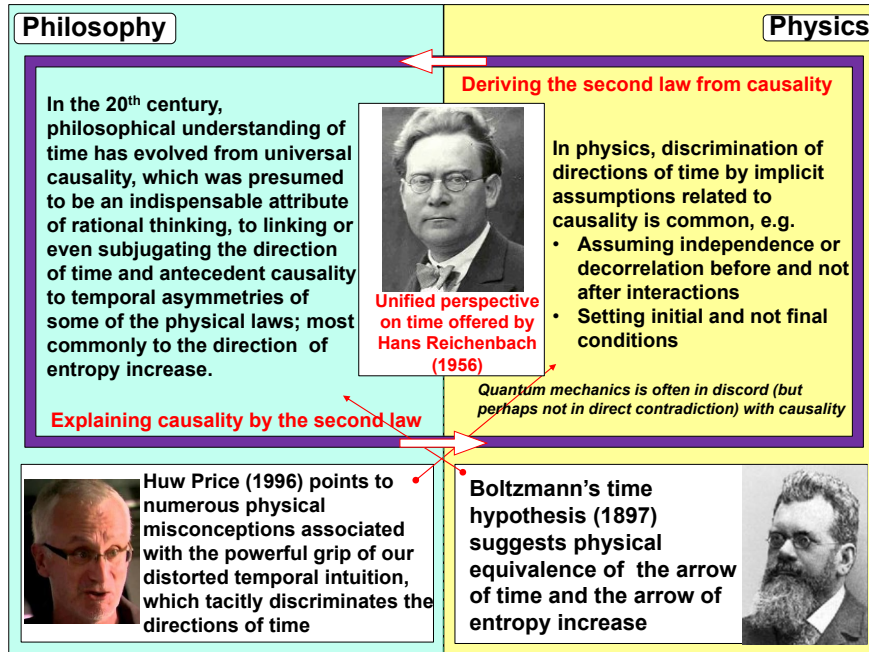 Philosophy
Physics
Deriving the second law from causality
In the 20th century,
philosophical understanding of
time has evolved from universal
causality, which was presumed
to be an indispensable attribute
of rational thinking, to linking or
even subjugating the direction
of time and antecedent causality
to temporal asymmetries of
some of the physical laws; most
commonly to the direction of
entropy increase.
Explaining causality by the second law
Unified perspective
on time offered by
Hans Reichenbach
(1956)
In physics, discrimination of
directions of time by implicit
assumptions related to
causality is common, e.g.
• Assuming independence or
decorrelation before and not
after interactions
• Setting initial and not final
conditions
Quantum mechanics is often in discord (but
perhaps not in direct contradiction) with causality
Huw Price (1996) points to
numerous physical
misconceptions associated
with the powerful grip of our
distorted temporal intuition,
which tacitly discriminates the
directions of time
Boltzmann's time
hypothesis (1897)
suggests physical
equivalence of the arrow
of time and the arrow of
entropy increase